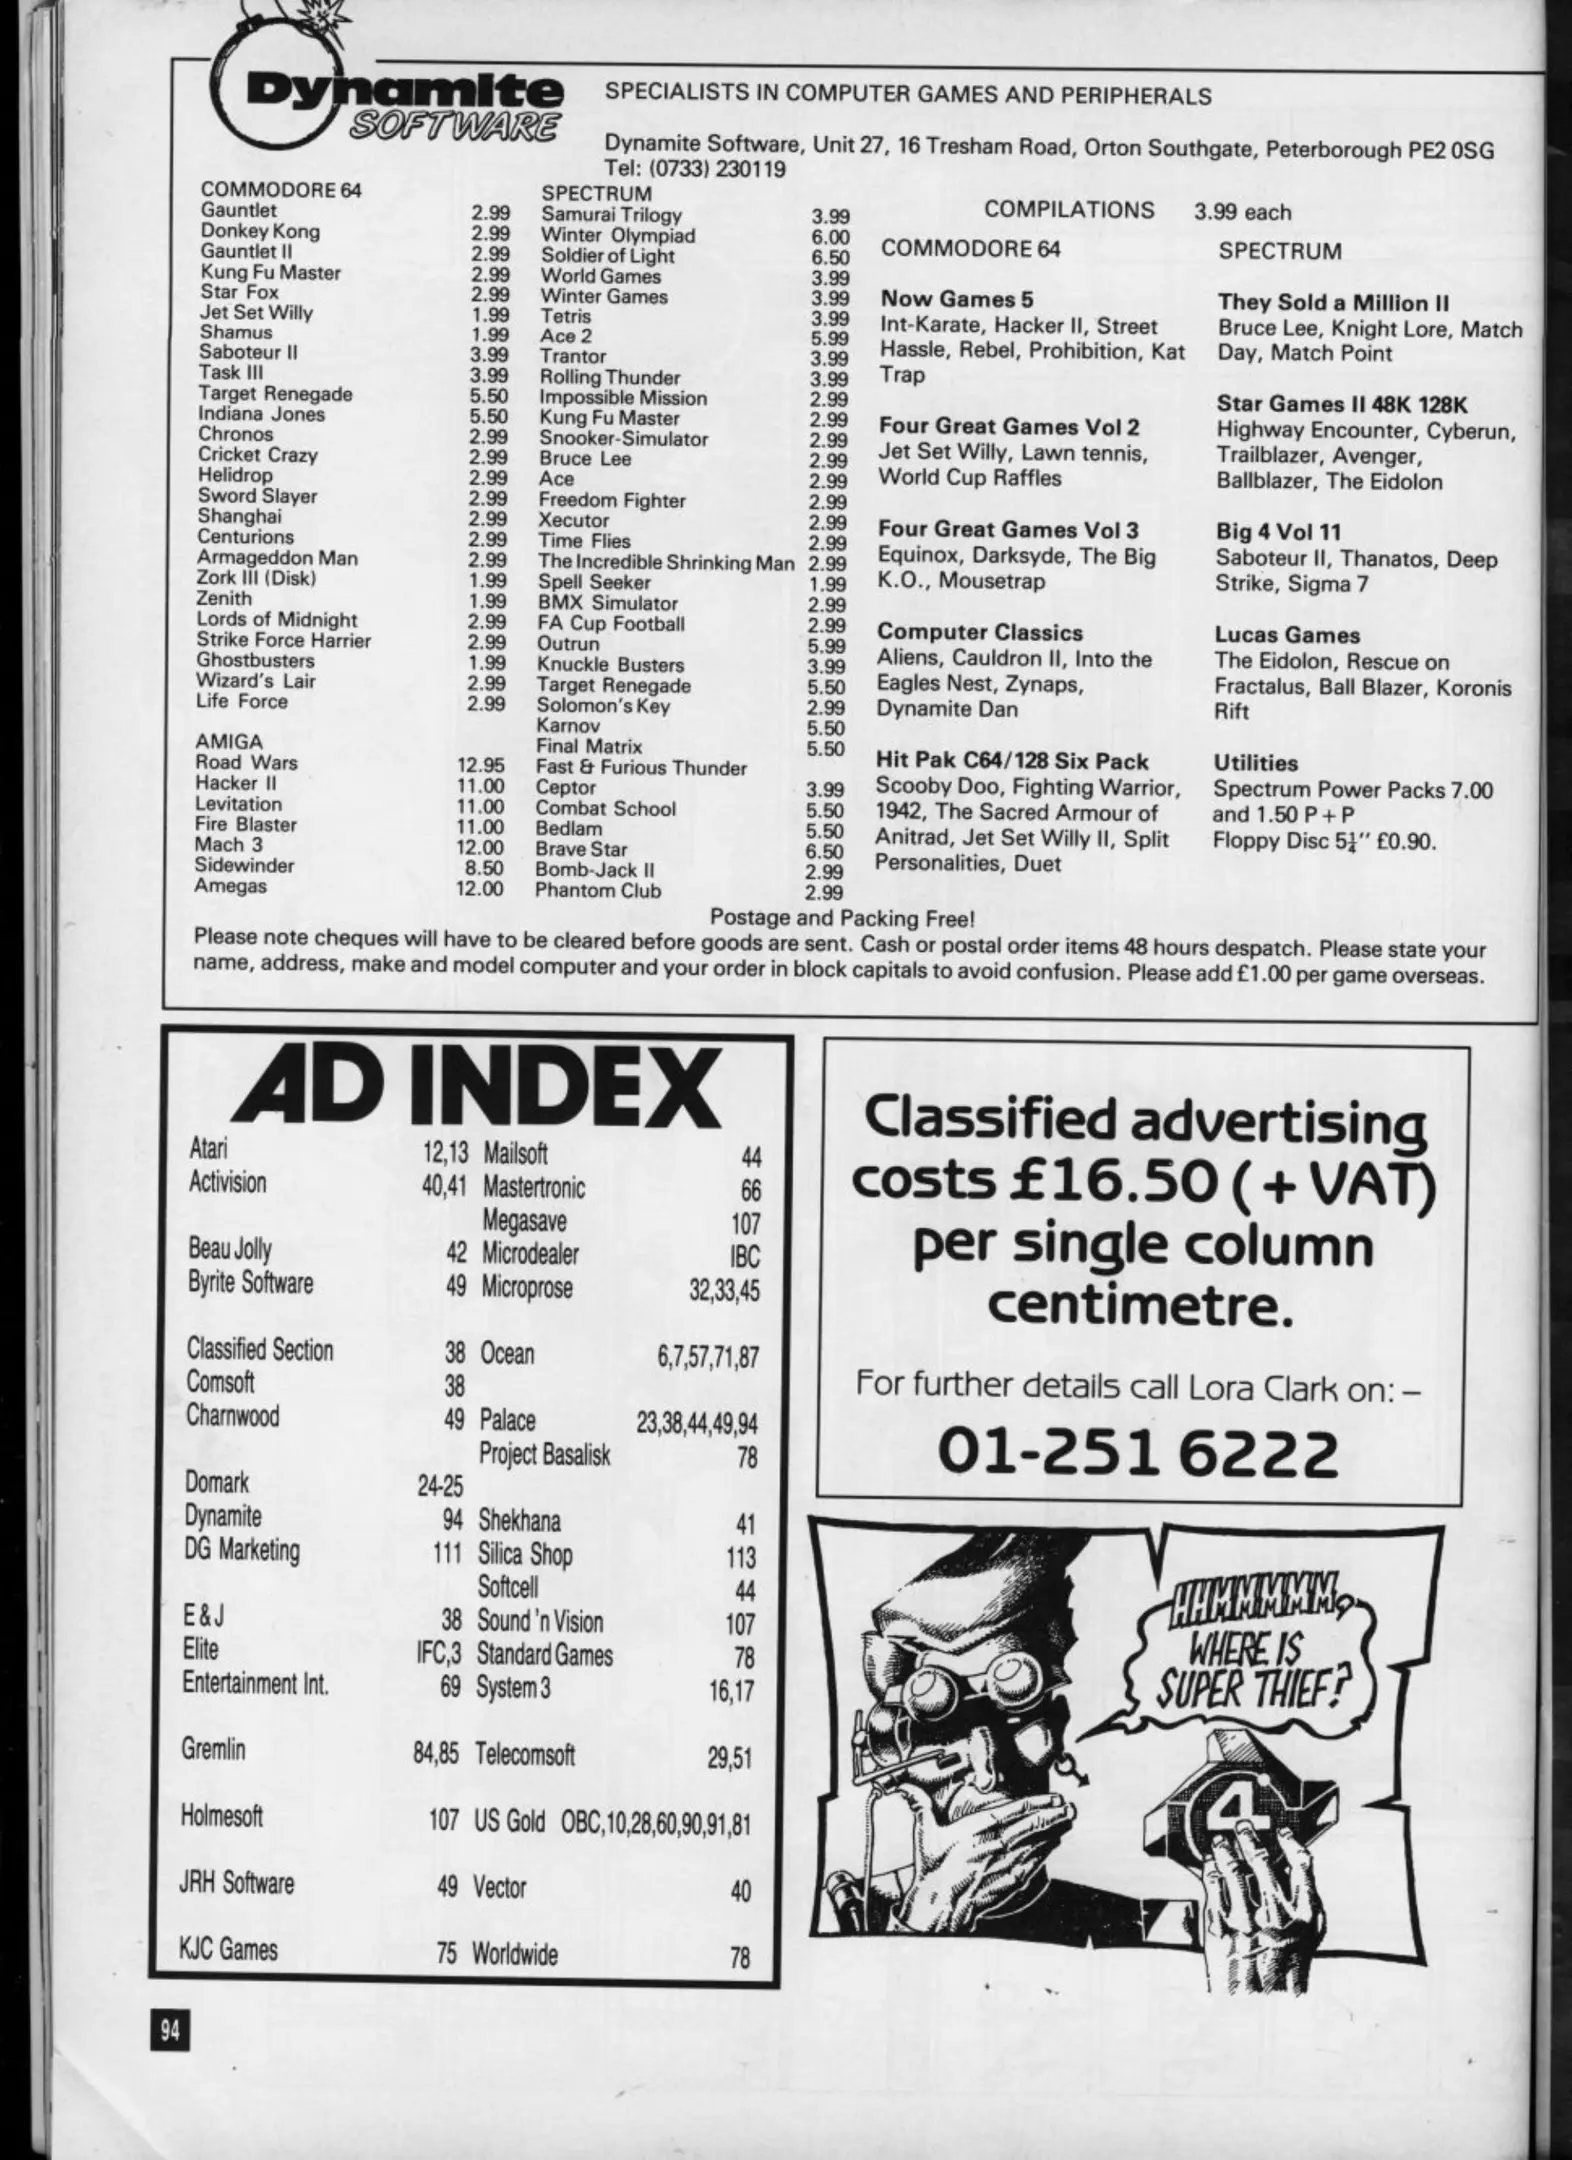 Dynamite
SOFTWARE
SPECIALISTS IN COMPUTER GAMES AND PERIPHERALS
Dynamite Software, Unit 27, 16 Tresham Road, Orton Southgate, Peterborough PE2 0SG
Tel: (0733) 230119
COMMODORE 64
Gauntlet 2.99
Donkey Kong 2.99
Gauntlet II 2.99
Kung Fu Master 2.99
Star Fox 2.99
Jet Set Willy 1.99
Shamus 1.99
Saboteur II 3.99
Task III 3.99
Target Renegade 5.50
Indiana Jones 5.50
Chronos 2.99
Cricket Crazy 2.99
Helidrop 2.99
Sword Slayer 2.99
Shanghai 2.99
Centurions 2.99
Armageddon Man 2.99
Zork III (Disk) 1.99
Zenith 1.99
Lords of Midnight 2.99
Strike Force Harrier 2.99
Ghostbusters 1.99
Wizard's Lair 2.99
Life Force 2.99
AMIGA
Road Wars 12.95
Hacker II 11.00
Levitation 11.00
Fire Blaster 11.00
Mach 3 12.00
Sidewinder 8.50
Amegas 12.00
SPECTRUM
Samurai Trilogy 3.99
Winter Olympiad 6.00
Soldier of Light 6.50
World Games 3.99
Winter Games 3.99
Tetris 3.99
Ace 2 5.99
Trantor 3.99
Rolling Thunder 3.99
Impossible Mission 2.99
Kung Fu Master 2.99
Snooker-Simulator 2.99
Bruce Lee 2.99
Ace 2.99
Freedom Fighter 2.99
Xecutor 2.99
Time Flies 2.99
The Incredible Shrinking Man 2.99
Spell Seeker 1.99
BMX Simulator 2.99
FA Cup Football 2.99
Outrun 5.99
Knuckle Busters 3.99
Target Renegade 5.50
Solomon's Key 2.99
Karnov 5.50
Final Matrix 5.50
Fast & Furious Thunder
Ceptor 3.99
Combat School 5.50
Bedlam 5.50
Brave Star 6.50
Bomb-Jack II 2.99
Phantom Club 2.99
COMPILATIONS 3.99 each
COMMODORE 64
Now Games 5
Int-Karate, Hacker II, Street
Hassle, Rebel, Prohibition, Kat
Trap
Four Great Games Vol 2
Jet Set Willy, Lawn tennis,
World Cup Raffles
Four Great Games Vol 3
Equinox, Darksyde, The Big
K.O., Mousetrap
Computer Classics
Aliens, Cauldron II, Into the
Eagles Nest, Zynaps,
Dynamite Dan
Hit Pak C64/128 Six Pack
Scooby Doo, Fighting Warrior,
1942, The Sacred Armour of
Anitrad, Jet Set Willy II, Split
Personalities, Duet
SPECTRUM
They Sold a Million II
Bruce Lee, Knight Lore, Match
Day, Match Point
Star Games II 48K 128K
Highway Encounter, Cyberun,
Trailblazer, Avenger,
Ballblazer, The Eidolon
Big 4 Vol 11
Saboteur II, Thanatos, Deep
Strike, Sigma 7
Lucas Games
The Eidolon, Rescue on
Fractalus, Ball Blazer, Koronis
Rift
Utilities
Spectrum Power Packs 7.00
and 1.50 P + P
Floppy Disc 5¼" £0.90.
Postage and Packing Free!
Please note cheques will have to be cleared before goods are sent. Cash or postal order items 48 hours despatch. Please state your
name, address, make and model computer and your order in block capitals to avoid confusion. Please add £1.00 per game overseas.
AD INDEX
Atari 12,13
Activision 40,41
Beau Jolly 42
Byrite Software 49
Classified Section 38
Comsoft 38
Charnwood 49
Domark 24-25
Dynamite 94
DG Marketing 111
E & J 38
Elite IFC,3
Entertainment Int. 69
Gremlin 84,85
Holmesoft 107
JRH Software 49
KJC Games 75
Mailsoft 44
Mastertronic 66
Megasave 107
Microdealer IBC
Microprose 32,33,45
Ocean 6,7,57,71,87
Palace 23,38,44,49,94
Project Basalisk 78
Shekhana 41
Silica Shop 113
Softcell 44
Sound 'n Vision 107
Standard Games 78
System 3 16,17
Telecomsoft 29,51
US Gold OBC,10,28,60,90,91,81
Vector 40
Worldwide 78
Classified advertising
costs £16.50 (+ VAT)
per single column
centimetre.
For further details call Lora Clark on: –
01-251 6222
HHMMMMMM,
WHERE IS
SUPER THIEF?
4
94